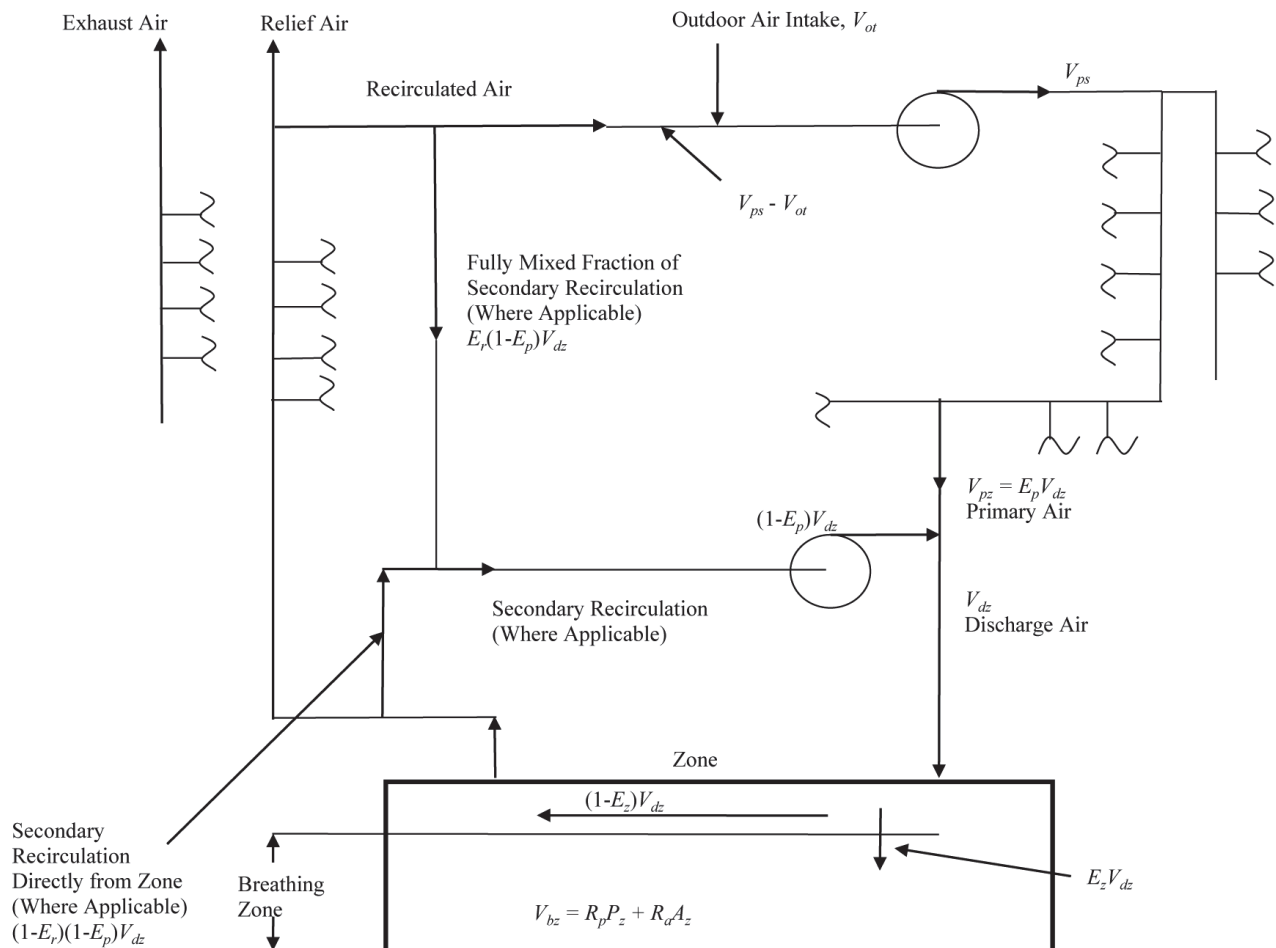 Exhaust Air
Relief Air
Outdoor Air Intake, V_ot
V_ps
Recirculated Air
V_ps - V_ot
Fully Mixed Fraction of
Secondary Recirculation
(Where Applicable)
E_r(1-E_p)V_dz
V_pz = E_pV_dz
Primary Air
(1-E_p)V_dz
Secondary Recirculation
(Where Applicable)
V_dz
Discharge Air
Zone
(1-E_z)V_dz
Secondary
Recirculation
Directly from Zone
(Where Applicable)
(1-E_r)(1-E_p)V_dz
Breathing
Zone
E_zV_dz
V_bz = R_pP_z + R_aA_z